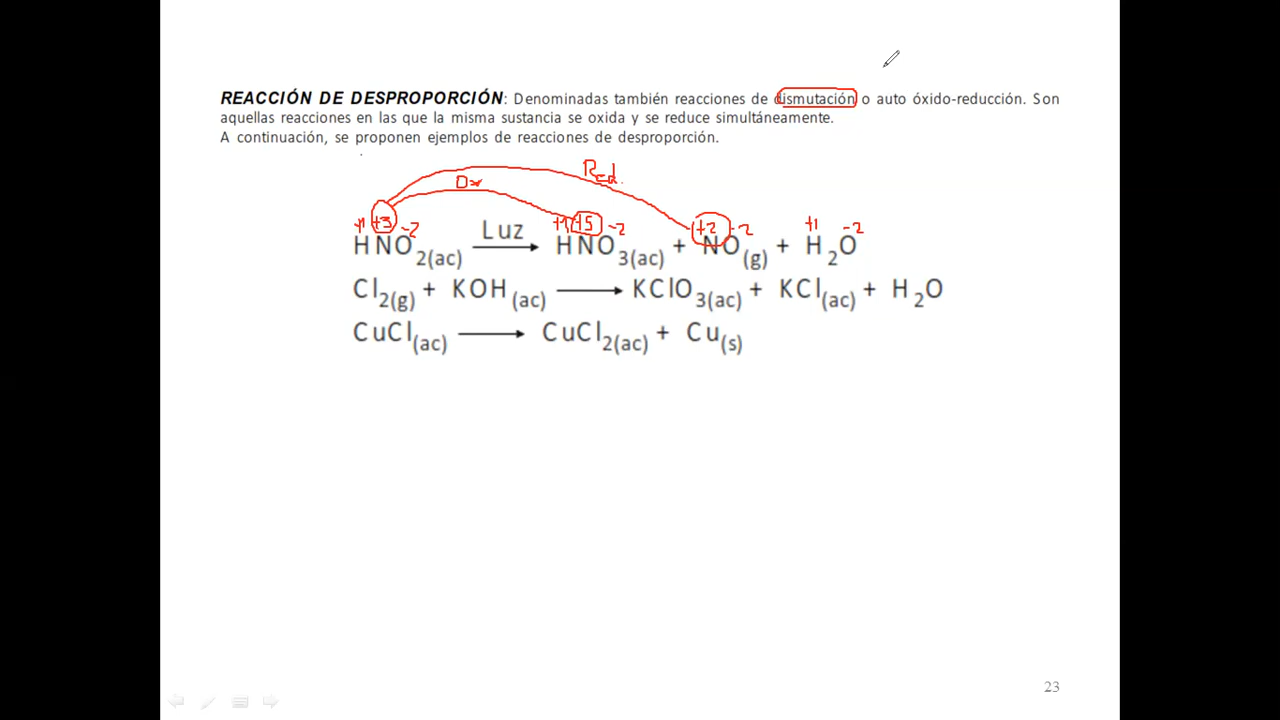 REACCIÓN DE DESPROPORCIÓN: Denominadas también reacciones de dismutación o auto óxido-reducción. Son
aquellas reacciones en las que la misma sustancia se oxida y se reduce simultáneamente.
A continuación, se proponen ejemplos de reacciones de desproporción.
Red.
Ox
+1 +3 -2 +1 +5 -2 +2 -2 +1 -2
HNO2(ac) Luz → HNO3(ac) + NO(g) + H2O
Cl2(g) + KOH(ac) → KClO3(ac) + KCl(ac) + H2O
CuCl(ac) → CuCl2(ac) + Cu(s)
23